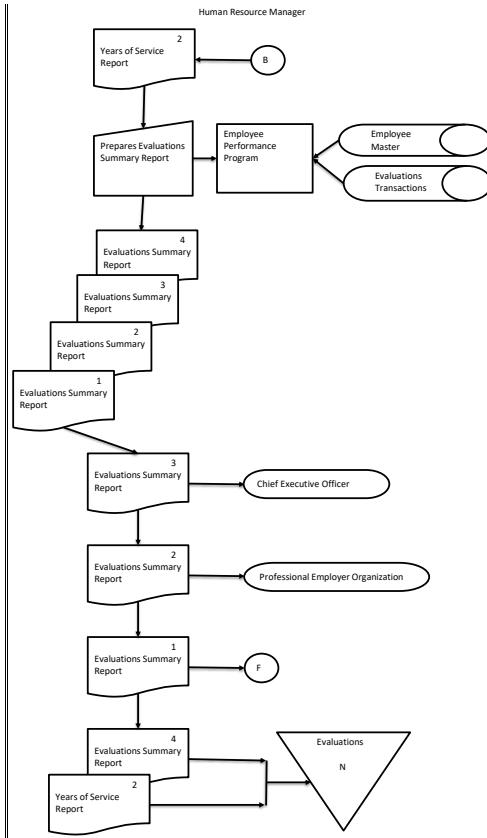 Human Resource Manager
2
Years of Service
Report
B
Prepares Evaluations
Summary Report
Employee
Performance
Program
Employee
Master
Evaluations
Transactions
4
Evaluations Summary
Report
3
Evaluations Summary
Report
2
Evaluations Summary
Report
1
Evaluations Summary
Report
3
Evaluations Summary
Report
Chief Executive Officer
2
Evaluations Summary
Report
Professional Employer Organization
1
Evaluations Summary
Report
F
4
Evaluations Summary
Report
2
Years of Service
Report
Evaluations
N